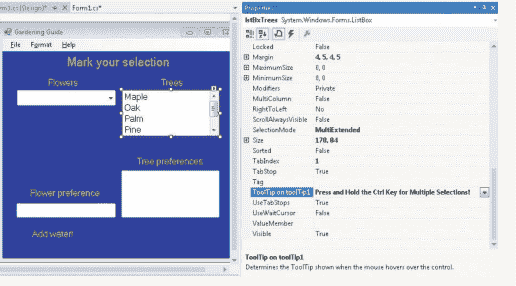 Form1.cs*
Properties
lstBxTrees System.Windows.Forms.ListBox
Gardening Guide
File Format Help
Mark your selection
Flowers
Trees
Maple
Oak
Palm
Pine
Tree preferences
Flower preference
Add water!
Locked False
Margin 4, 5, 4, 5
MaximumSize 0, 0
MinimumSize 0, 0
Modifiers Private
MultiColumn False
RightToLeft No
ScrollAlwaysVisible False
SelectionMode MultiExtended
Size 178, 84
Sorted False
TabIndex 1
TabStop True
Tag
ToolTip on toolTip1 Press and Hold the Ctrl Key for Multiple Selections!
UseTabStops True
UseWaitCursor False
ValueMember
Visible True
ToolTip on toolTip1
Determines the ToolTip shown when the mouse hovers over the control.